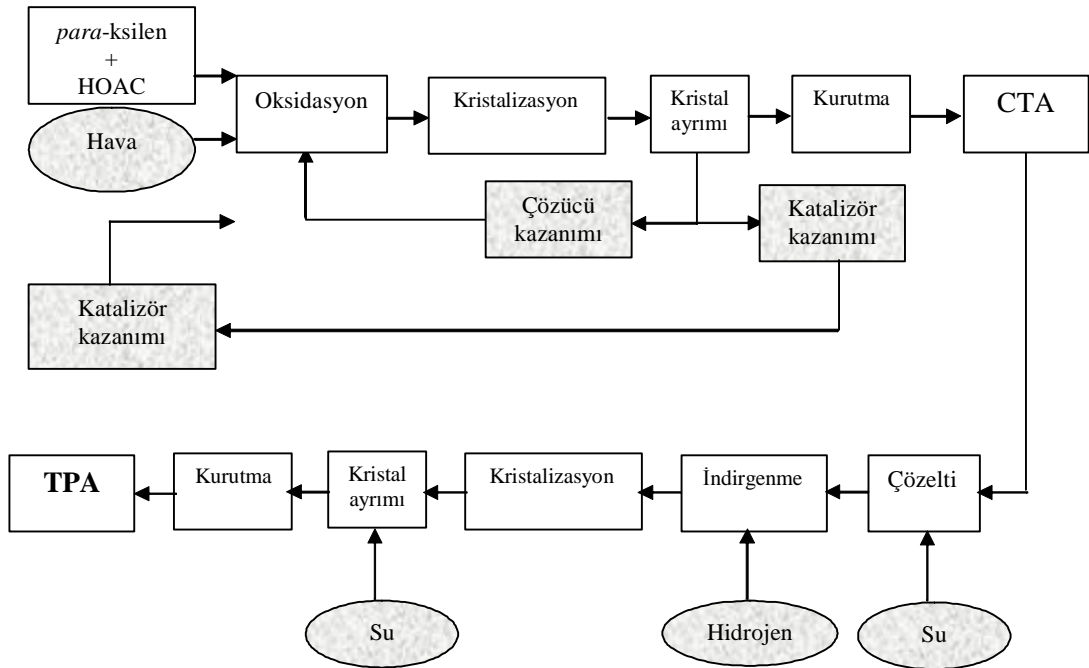 para-ksilen
+
HOAC
Hava
Oksidasyon
Kristalizasyon
Kristal
ayrımı
Kurutma
CTA
Çözücü
kazanımı
Katalizör
kazanımı
Katalizör
kazanımı
TPA
Kurutma
Kristal
ayrımı
Kristalizasyon
İndirgenme
Çözelti
Su
Hidrojen
Su